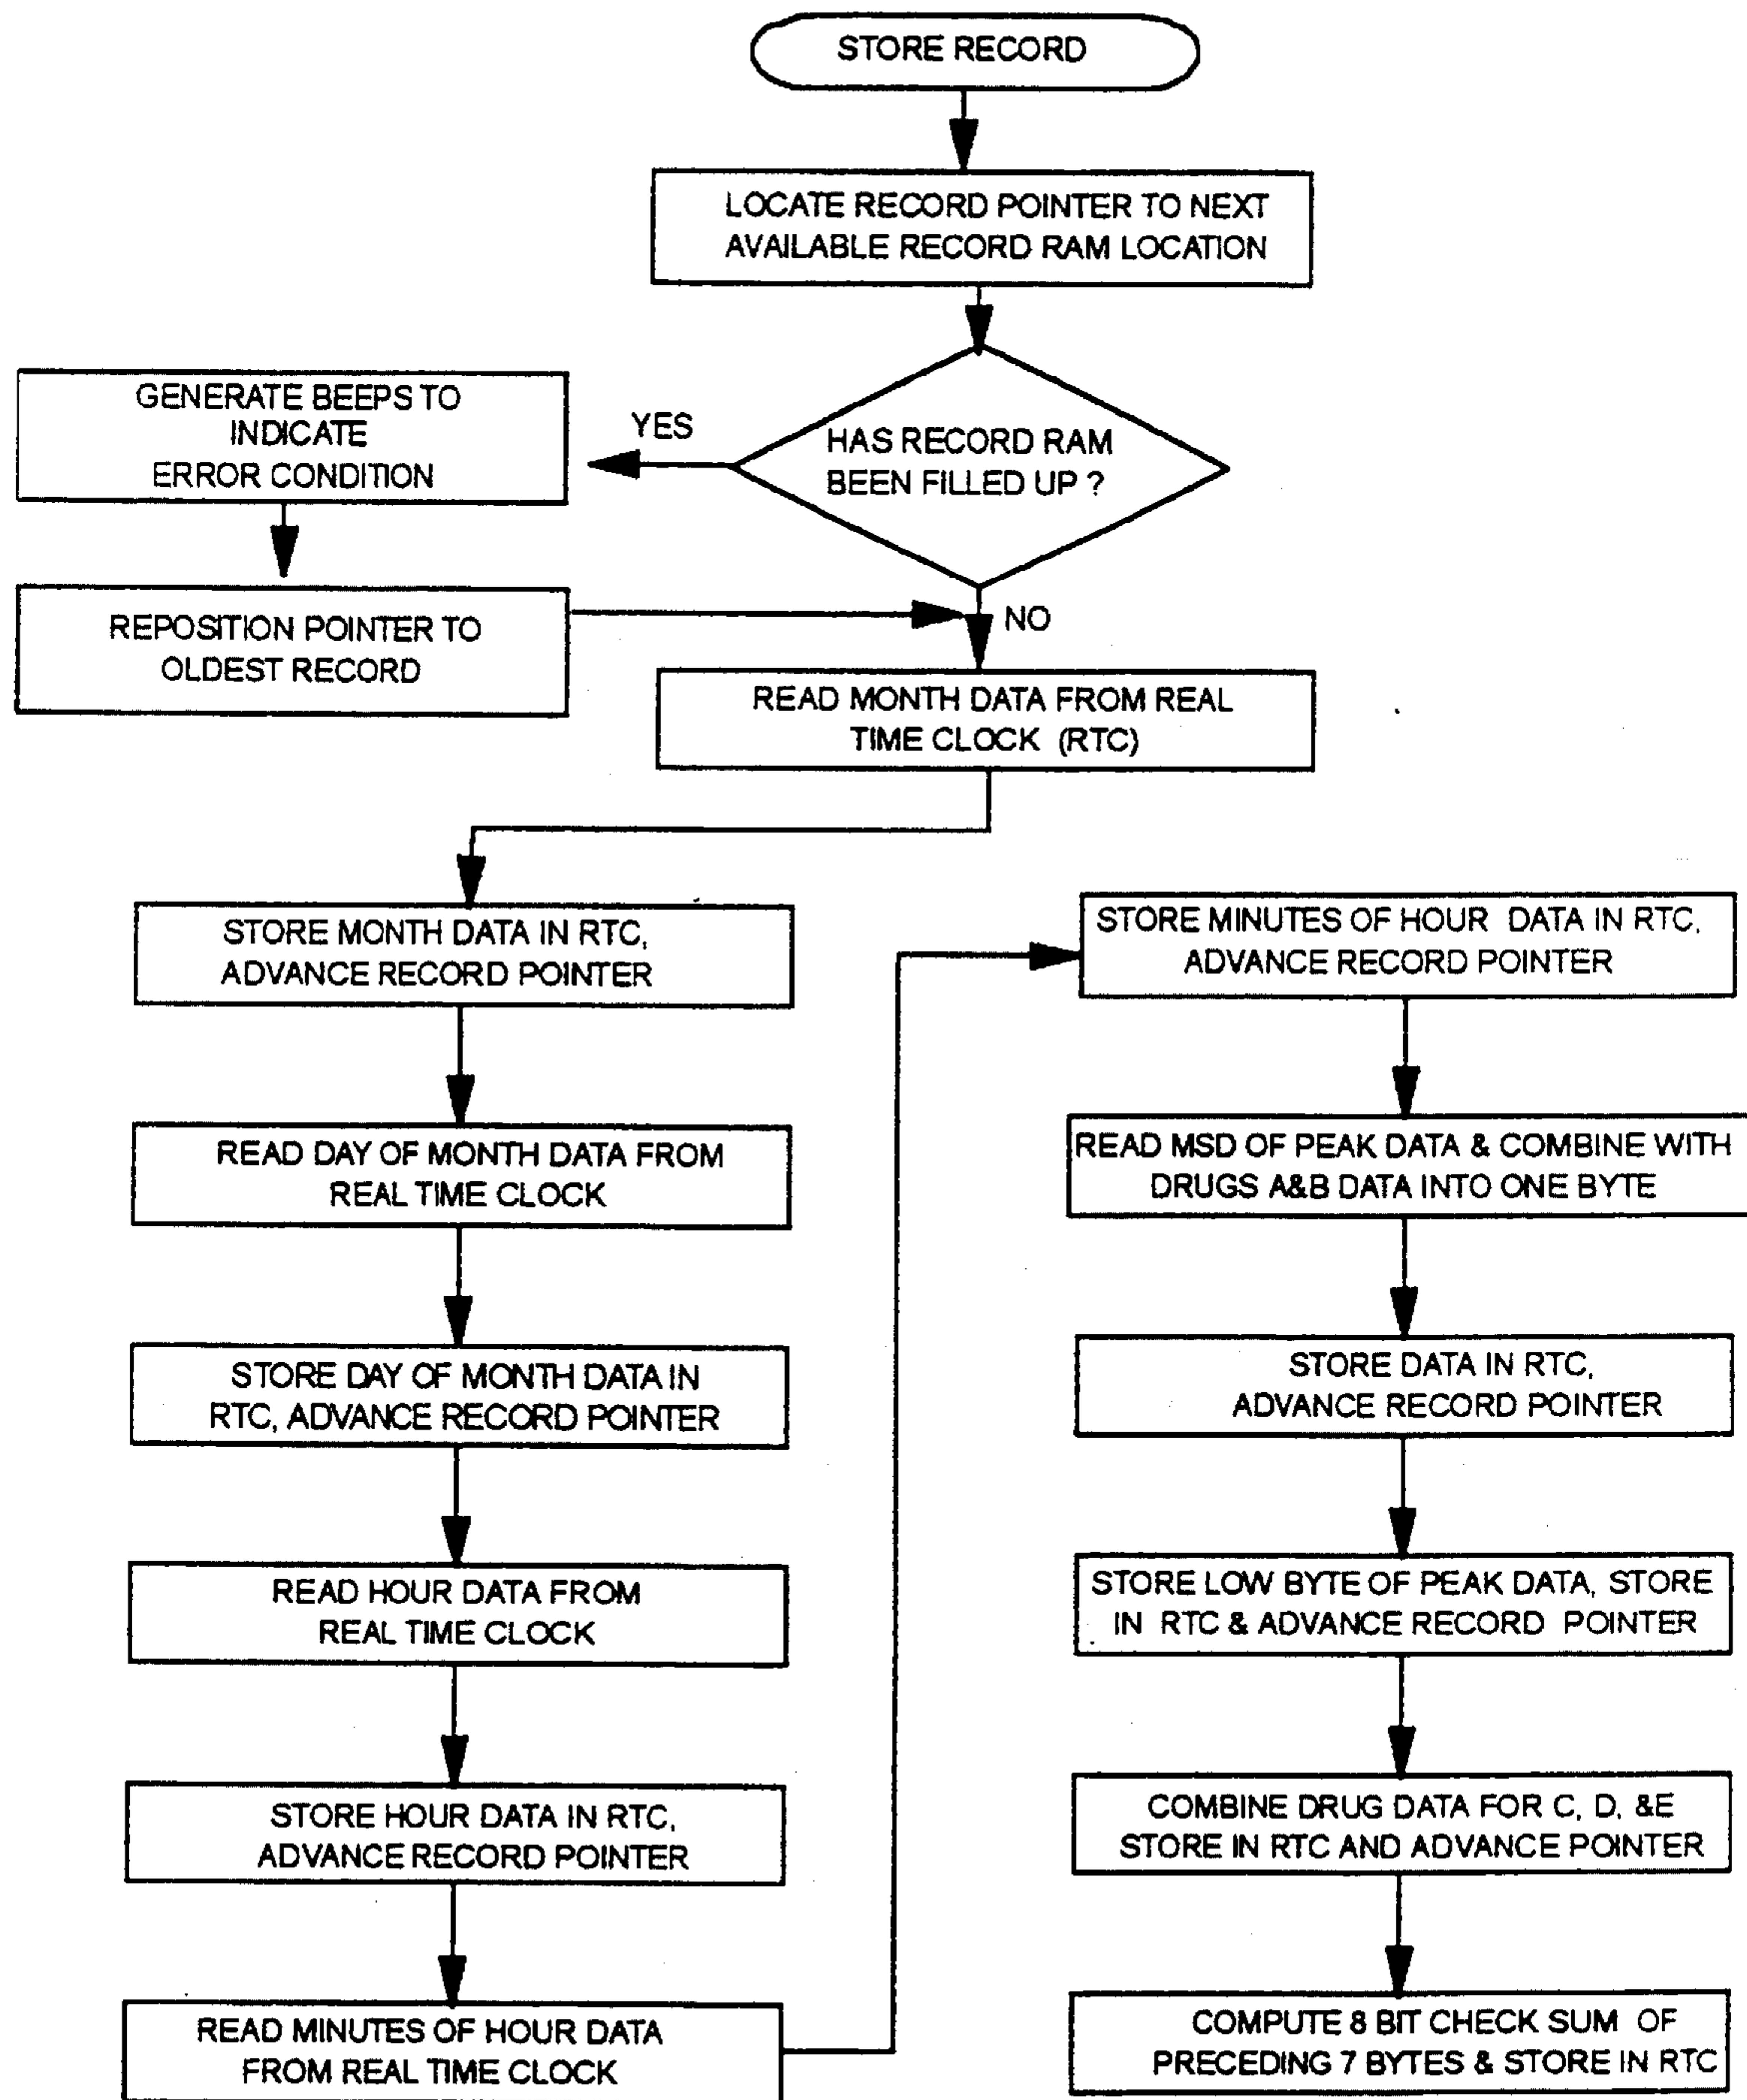 STORE RECORD
LOCATE RECORD POINTER TO NEXT
AVAILABLE RECORD RAM LOCATION
HAS RECORD RAM
BEEN FILLED UP ?
YES
GENERATE BEEPS TO
INDICATE
ERROR CONDITION
REPOSITION POINTER TO
OLDEST RECORD
NO
READ MONTH DATA FROM REAL
TIME CLOCK (RTC)
STORE MONTH DATA IN RTC,
ADVANCE RECORD POINTER
READ DAY OF MONTH DATA FROM
REAL TIME CLOCK
STORE DAY OF MONTH DATA IN
RTC, ADVANCE RECORD POINTER
READ HOUR DATA FROM
REAL TIME CLOCK
STORE HOUR DATA IN RTC,
ADVANCE RECORD POINTER
READ MINUTES OF HOUR DATA
FROM REAL TIME CLOCK
STORE MINUTES OF HOUR DATA IN RTC,
ADVANCE RECORD POINTER
READ MSD OF PEAK DATA & COMBINE WITH
DRUGS A&B DATA INTO ONE BYTE
STORE DATA IN RTC,
ADVANCE RECORD POINTER
STORE LOW BYTE OF PEAK DATA, STORE
IN RTC & ADVANCE RECORD POINTER
COMBINE DRUG DATA FOR C, D, &E
STORE IN RTC AND ADVANCE POINTER
COMPUTE 8 BIT CHECK SUM OF
PRECEDING 7 BYTES & STORE IN RTC